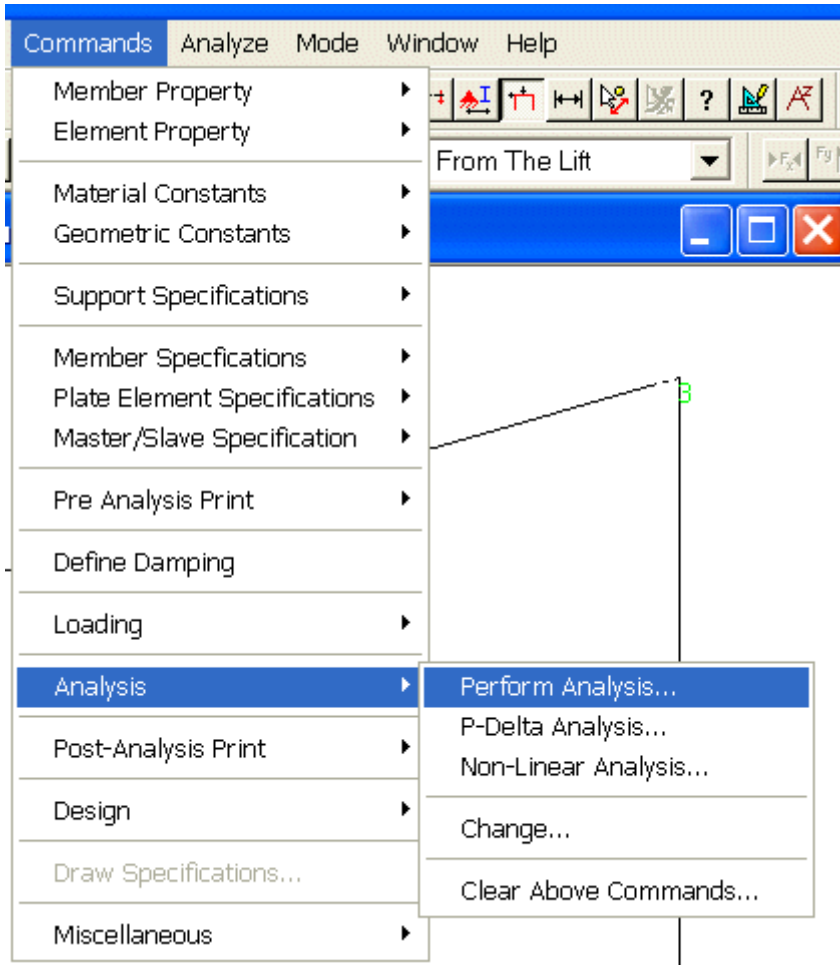 Commands Analyze Mode Window Help
Member Property
Element Property
From The Lift
Material Constants
Geometric Constants
Support Specifications
Member Specfications
Plate Element Specifications
Master/Slave Specification
3
Pre Analysis Print
Define Damping
Loading
Analysis
Perform Analysis...
P-Delta Analysis...
Post-Analysis Print
Non-Linear Analysis...
Design
Change...
Draw Specifications...
Clear Above Commands...
Miscellaneous